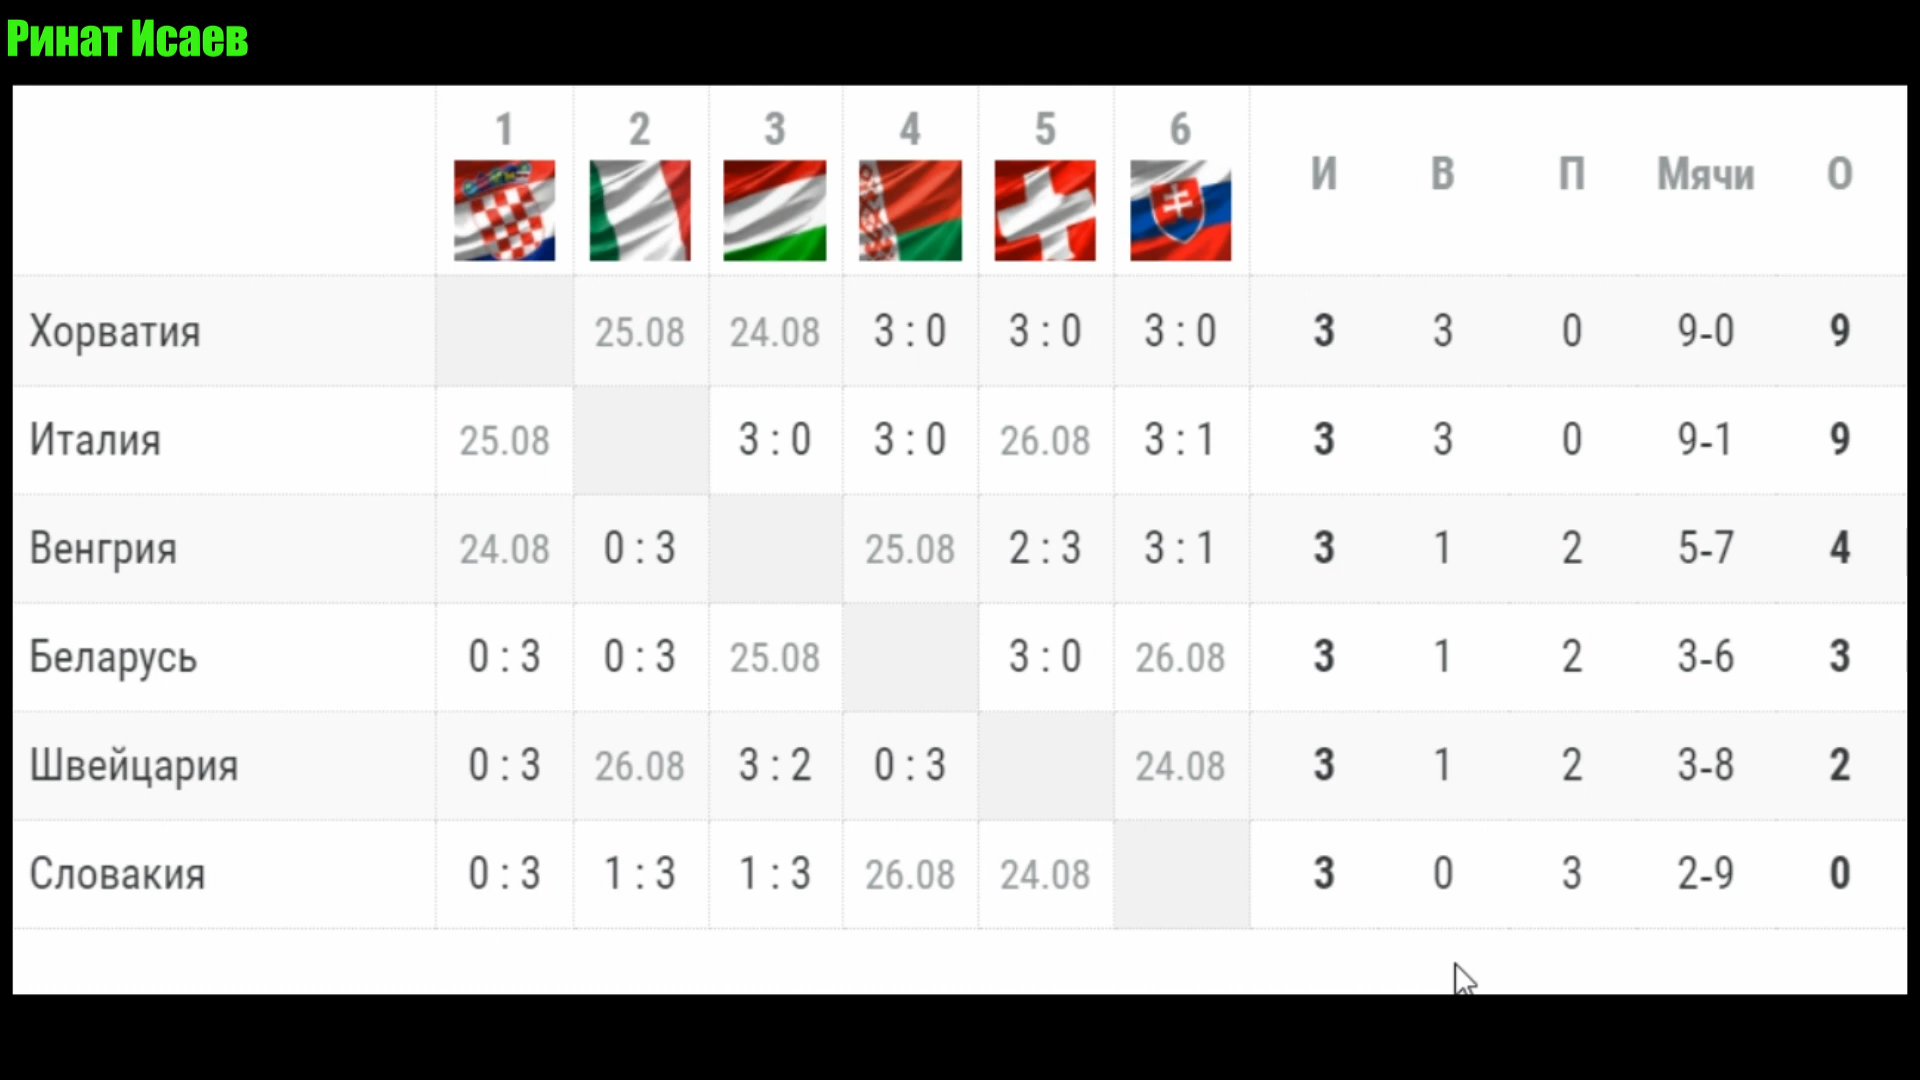 Ринат Исаев
1 2 3 4 5 6
И В П Мячи О
Хорватия 25.08 24.08 3 : 0 3 : 0 3 : 0 3 3 0 9-0 9
Италия 25.08 3 : 0 3 : 0 26.08 3 : 1 3 3 0 9-1 9
Венгрия 24.08 0 : 3 25.08 2 : 3 3 : 1 3 1 2 5-7 4
Беларусь 0 : 3 0 : 3 25.08 3 : 0 26.08 3 1 2 3-6 3
Швейцария 0 : 3 26.08 3 : 2 0 : 3 24.08 3 1 2 3-8 2
Словакия 0 : 3 1 : 3 1 : 3 26.08 24.08 3 0 3 2-9 0